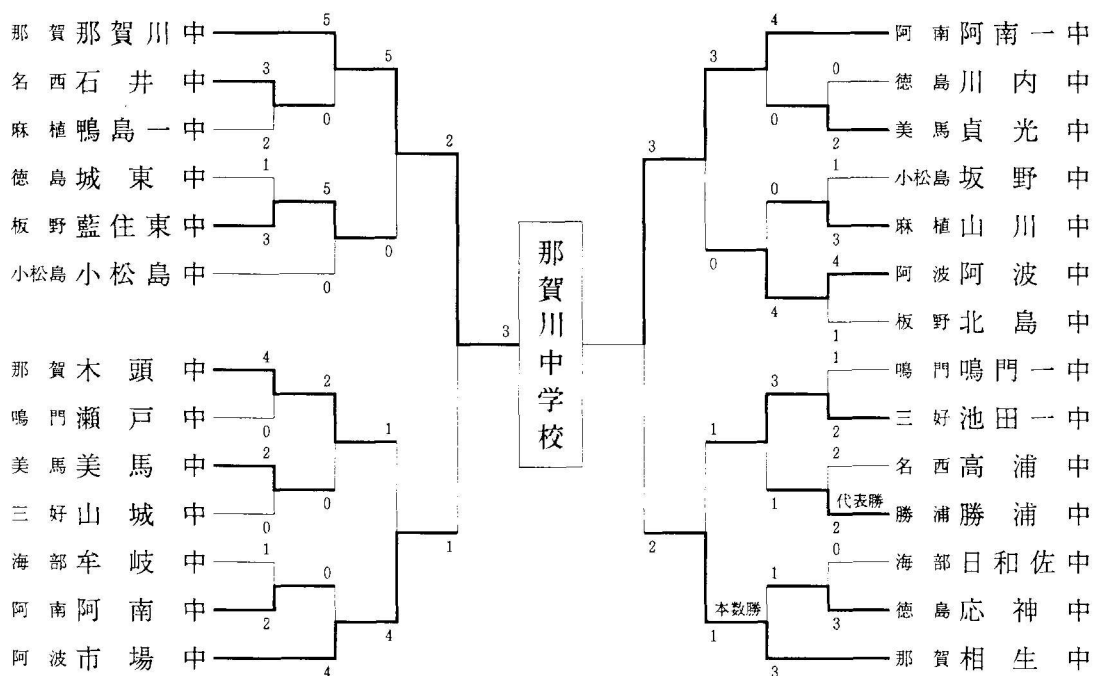 那賀 那賀川中
名西 石井中
麻植 鴨島一中
徳島 城東中
板野 藍住東中
小松島 小松島中
那賀 木頭中
鳴門 瀬戸中
美馬 美馬中
三好 山城中
海部 牟岐中
阿南 阿南中
阿波 市場中
5
3
2
0
5
1
3
5
0
0
2
4
0
2
2
0
0
1
1
2
0
4
4
1
3
那賀川中学校
4
3
0
2
0
3
1
3
0
4
1
4
0
1
2
3
1
2
代表勝
2
1
1
0
3
1
本数勝
1
3
2
阿南 阿南一中
徳島 川内中
美馬 貞光中
小松島 坂野中
麻植 山川中
阿波 阿波中
板野 北島中
鳴門 鳴門一中
三好 池田一中
名西 高浦中
勝浦 勝浦中
海部 日和佐中
徳島 応神中
那賀 相生中